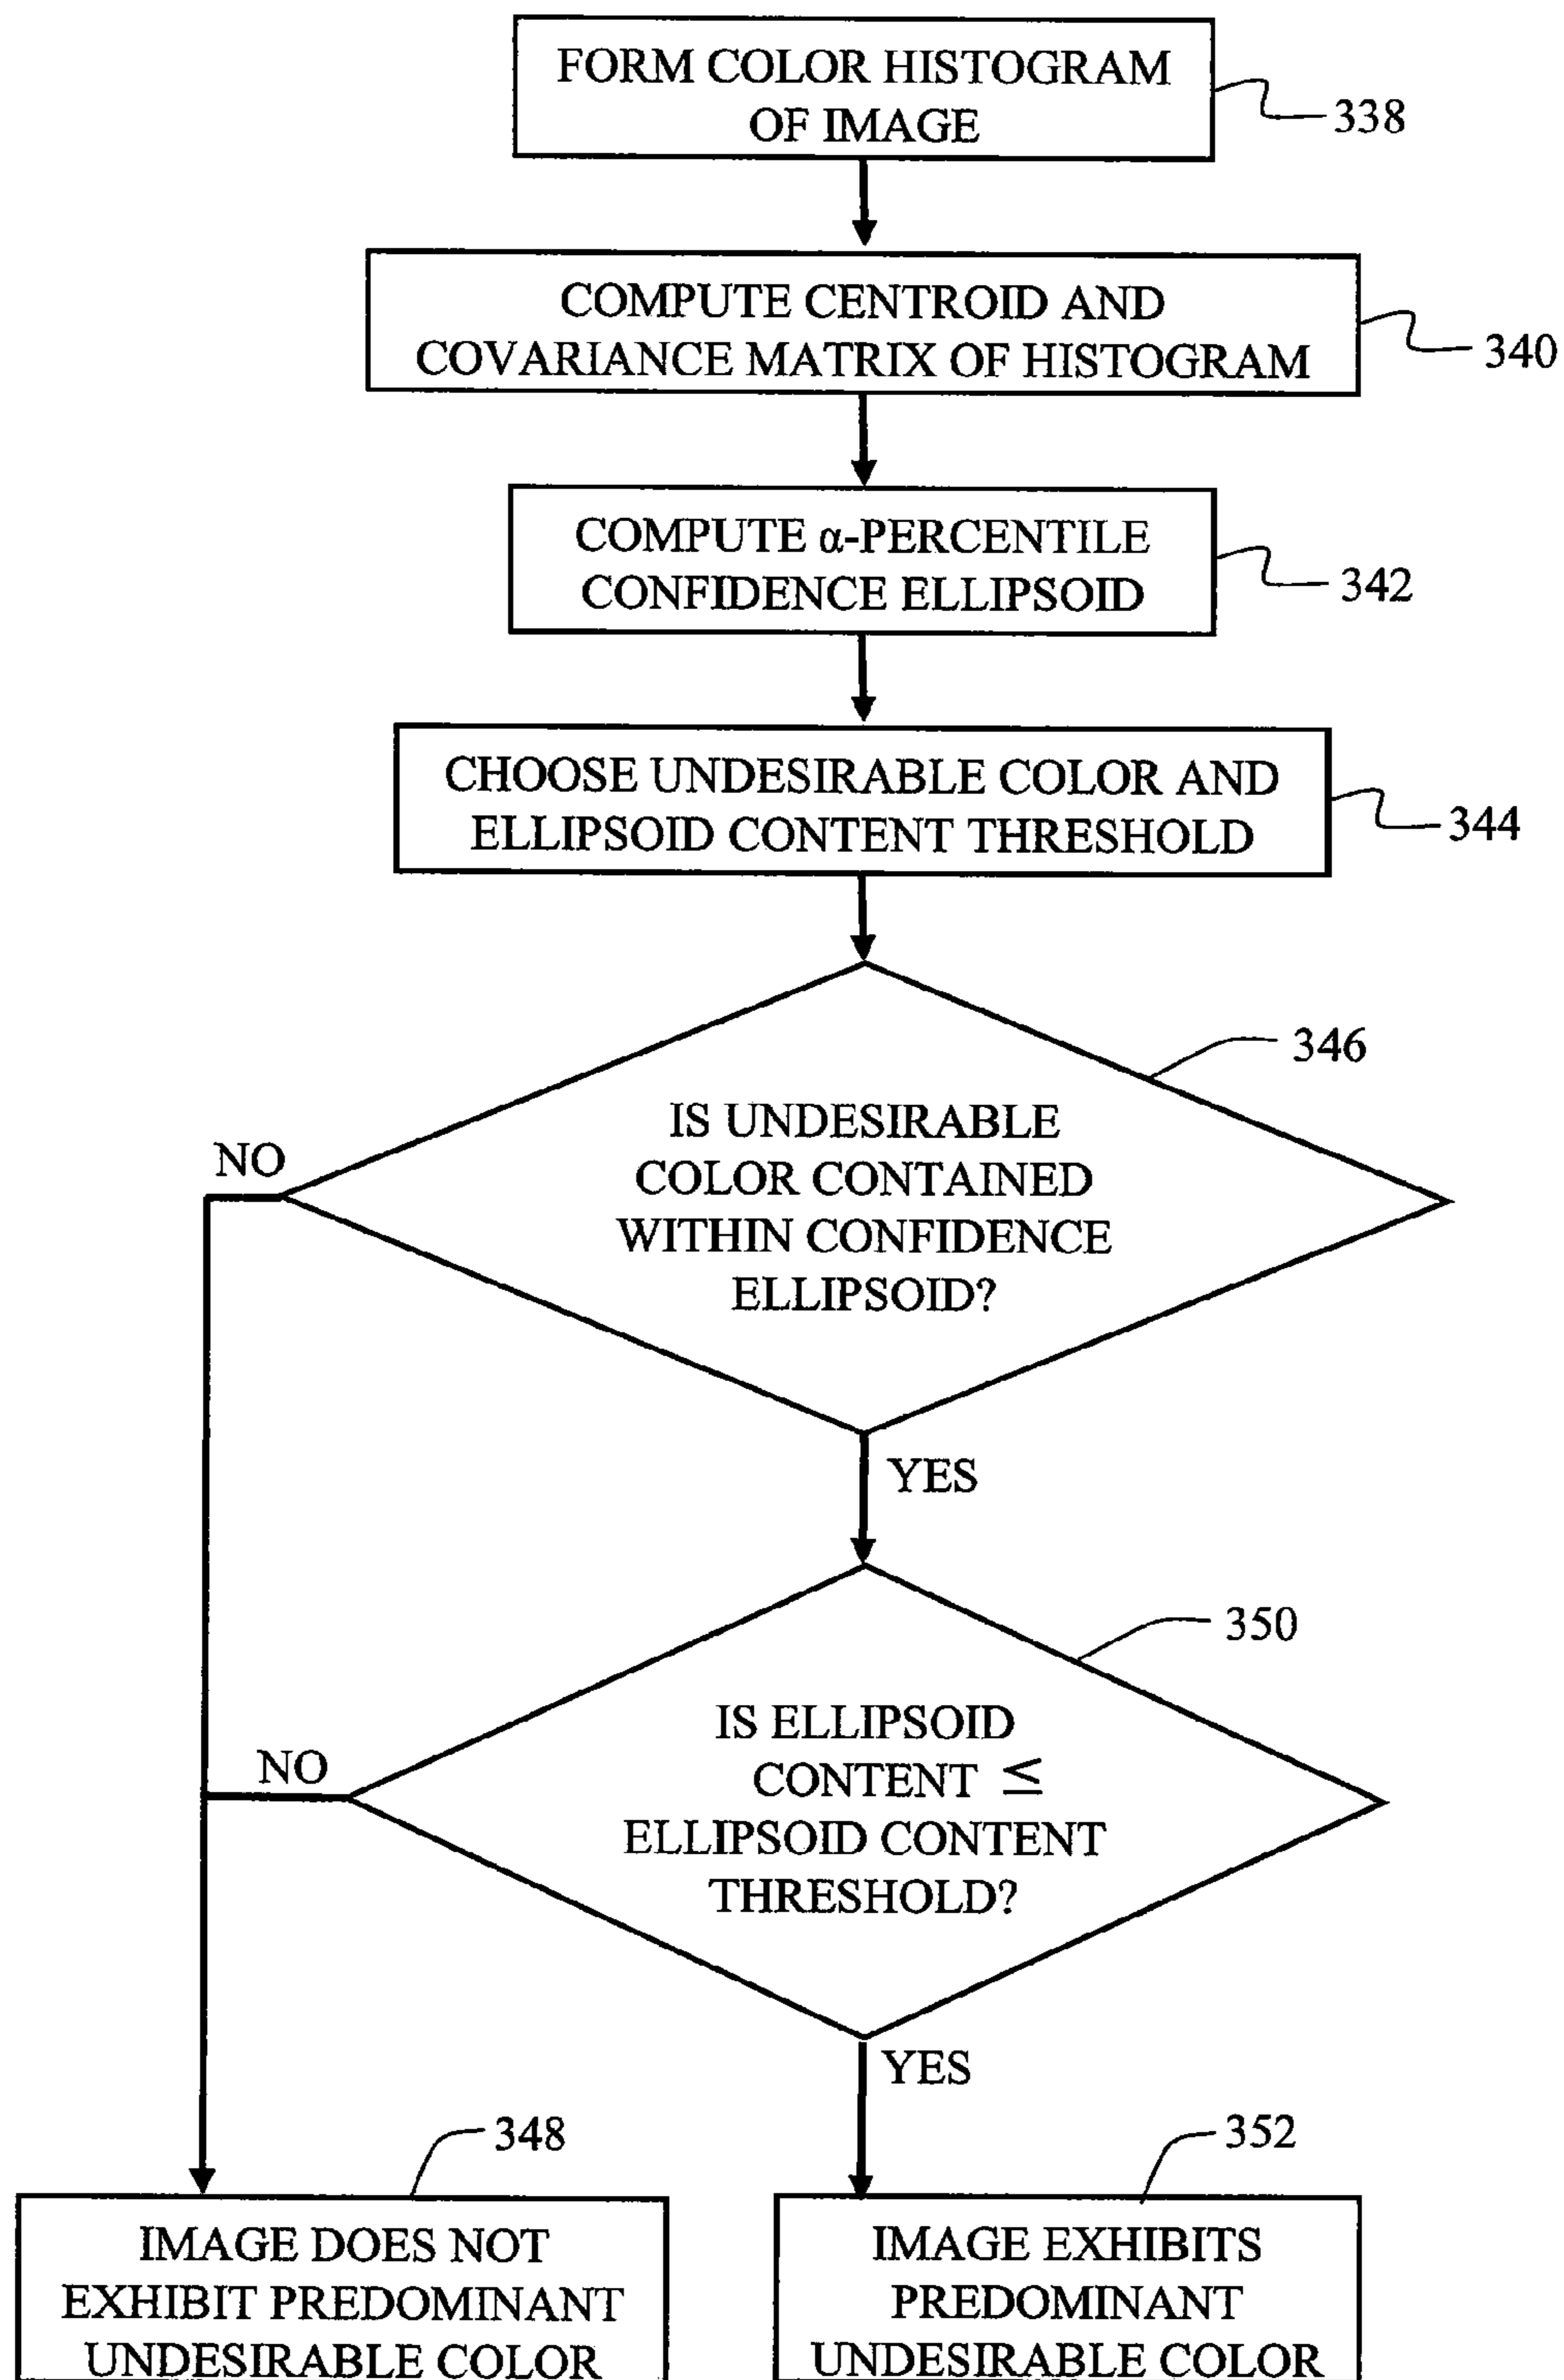 FORM COLOR HISTOGRAM
OF IMAGE
338
COMPUTE CENTROID AND
COVARIANCE MATRIX OF HISTOGRAM
340
COMPUTE α-PERCENTILE
CONFIDENCE ELLIPSOID
342
CHOOSE UNDESIRABLE COLOR AND
ELLIPSOID CONTENT THRESHOLD
344
346
IS UNDESIRABLE
COLOR CONTAINED
WITHIN CONFIDENCE
ELLIPSOID?
NO
YES
350
IS ELLIPSOID
CONTENT ≤
ELLIPSOID CONTENT
THRESHOLD?
NO
YES
348
IMAGE DOES NOT
EXHIBIT PREDOMINANT
UNDESIRABLE COLOR
352
IMAGE EXHIBITS
PREDOMINANT
UNDESIRABLE COLOR